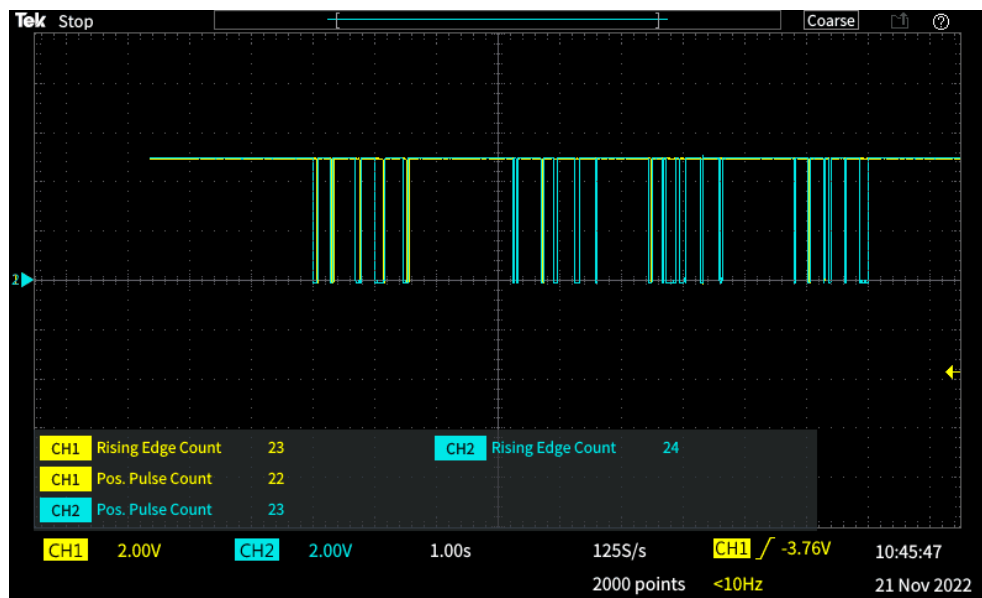 Tek Stop Coarse
CH1 Rising Edge Count 23 CH2 Rising Edge Count 24
CH1 Pos. Pulse Count 22
CH2 Pos. Pulse Count 23
CH1 2.00V CH2 2.00V 1.00s 125S/s CH1 -3.76V 10:45:47
2000 points <10Hz 21 Nov 2022